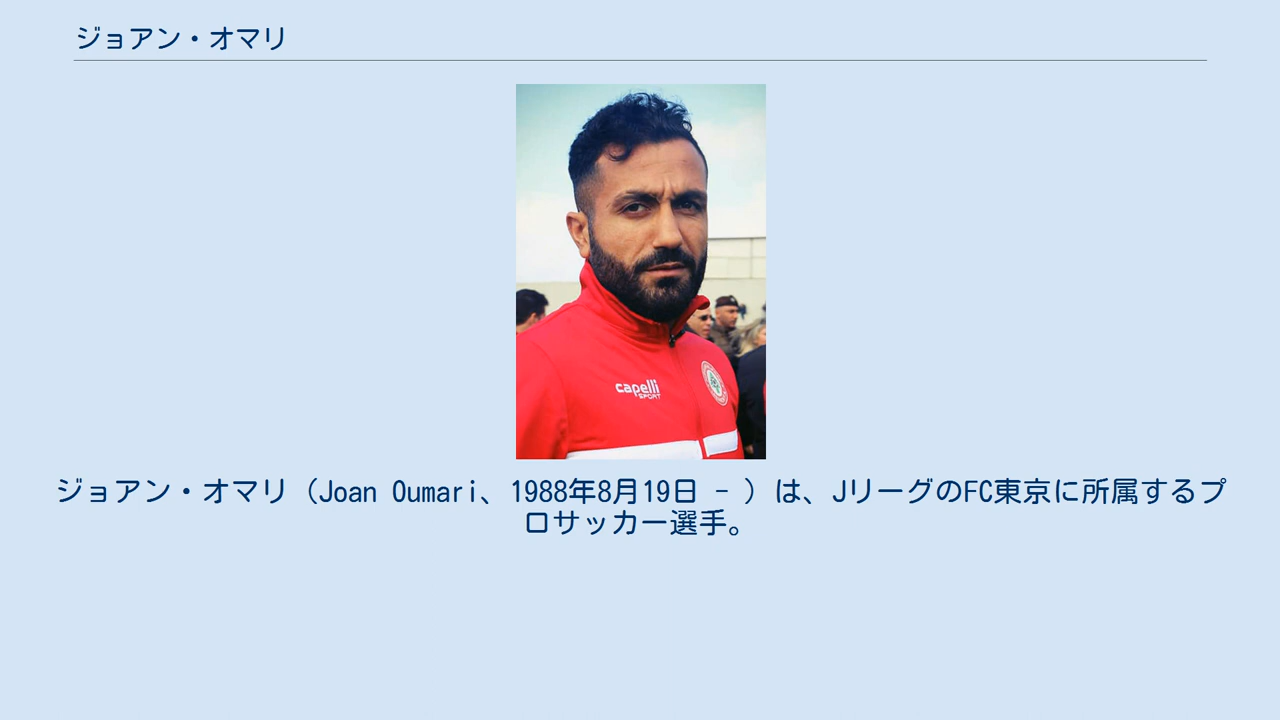 ジョアン・オマリ
capelli
SPORT
ジョアン・オマリ（Joan Oumari、1988年8月19日 - ）は、JリーグのFC東京に所属するプ
ロサッカー選手。